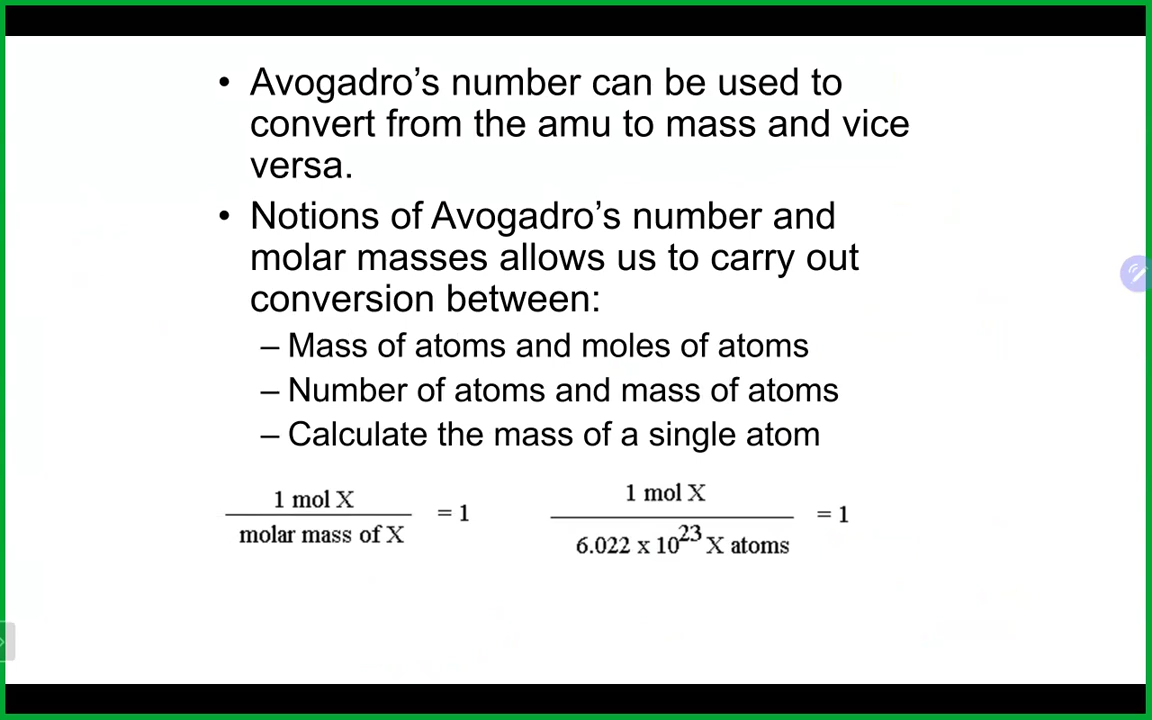 • Avogadro’s number can be used to
convert from the amu to mass and vice
versa.
• Notions of Avogadro’s number and
molar masses allows us to carry out
conversion between:
– Mass of atoms and moles of atoms
– Number of atoms and mass of atoms
– Calculate the mass of a single atom
1 mol X
molar mass of X
= 1
1 mol X
6.022 x 10²³ X atoms
= 1